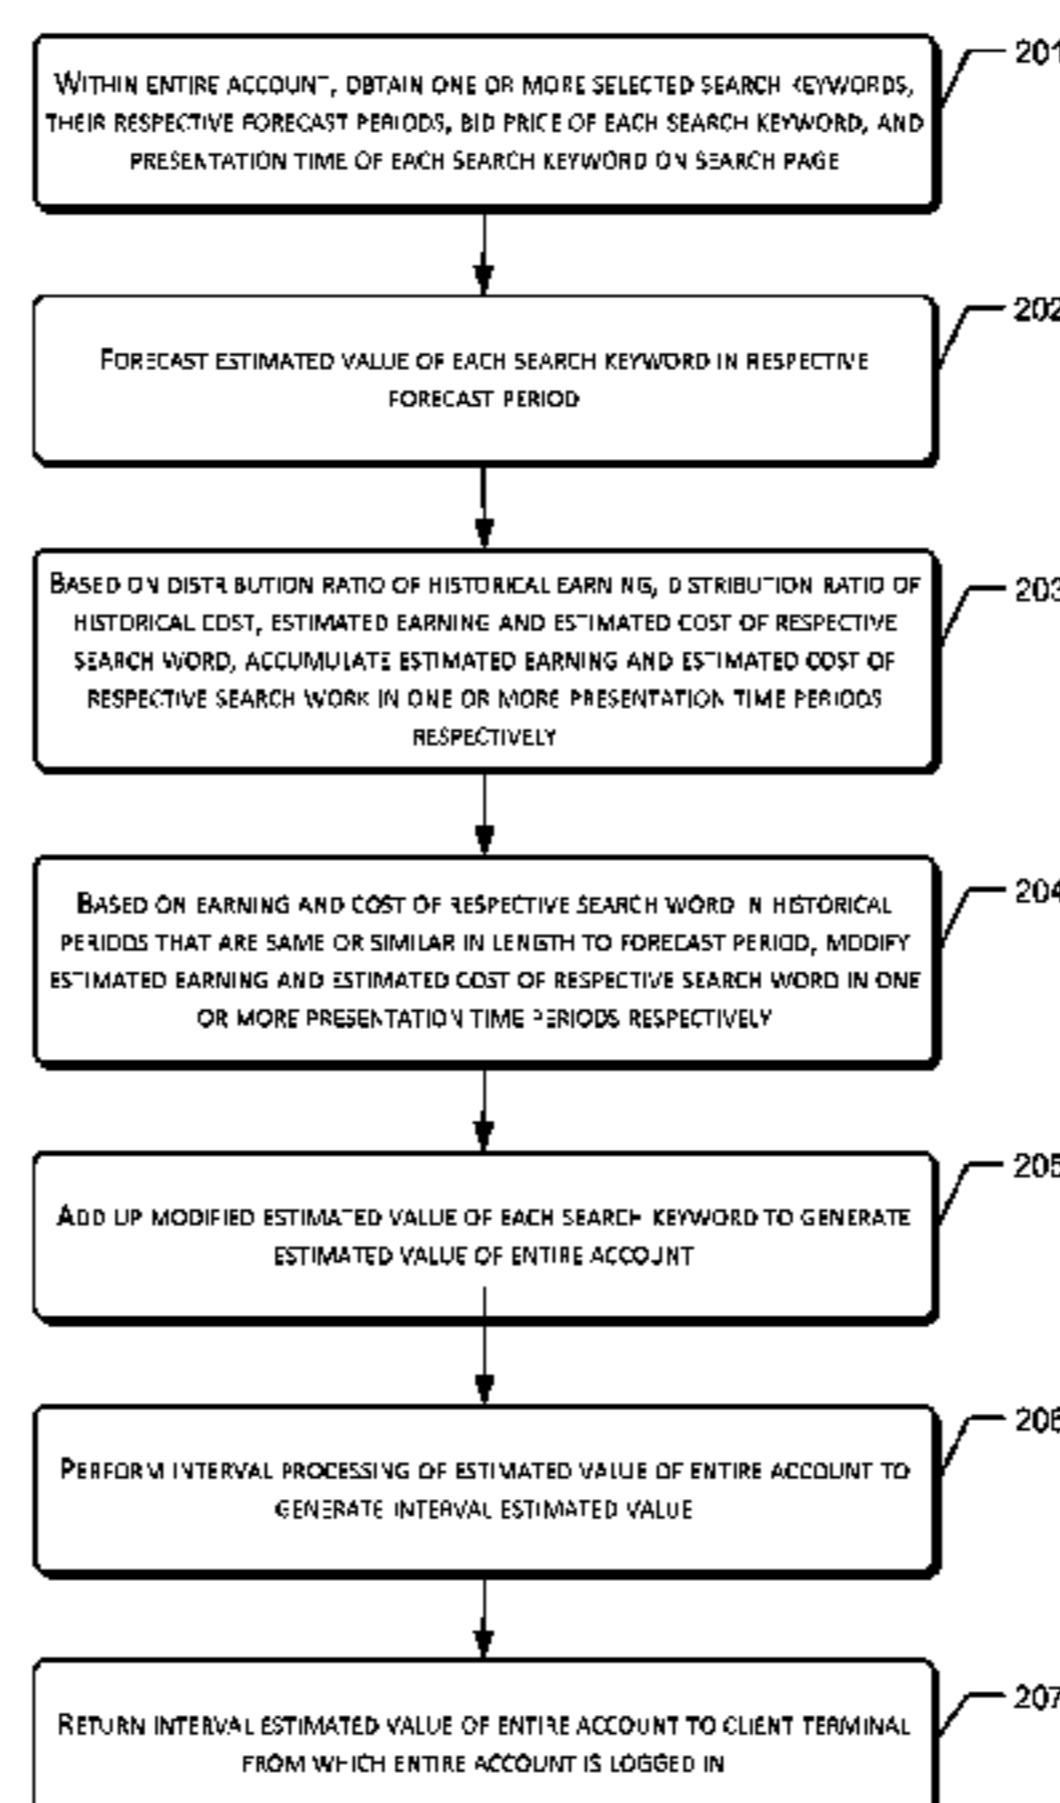 201
WITHIN ENTIRE ACCOUNT, OBTAIN ONE OR MORE SELECTED SEARCH KEYWORDS,
THEIR RESPECTIVE FORECAST PERIODS, BID PRICE OF EACH SEARCH KEYWORD, AND
PRESENTATION TIME OF EACH SEARCH KEYWORD ON SEARCH PAGE
202
FORECAST ESTIMATED VALUE OF EACH SEARCH KEYWORD IN RESPECTIVE
FORECAST PERIOD
203
BASED ON DISTRIBUTION RATIO OF HISTORICAL EARNING, DISTRIBUTION RATIO OF
HISTORICAL COST, ESTIMATED EARNING AND ESTIMATED COST OF RESPECTIVE
SEARCH WORD, ACCUMULATE ESTIMATED EARNING AND ESTIMATED COST OF
RESPECTIVE SEARCH WORK IN ONE OR MORE PRESENTATION TIME PERIODS
RESPECTIVELY
204
BASED ON EARNING AND COST OF RESPECTIVE SEARCH WORD IN HISTORICAL
PERIODS THAT ARE SAME OR SIMILAR IN LENGTH TO FORECAST PERIOD, MODIFY
ESTIMATED EARNING AND ESTIMATED COST OF RESPECTIVE SEARCH WORD IN ONE
OR MORE PRESENTATION TIME PERIODS RESPECTIVELY
205
ADD UP MODIFIED ESTIMATED VALUE OF EACH SEARCH KEYWORD TO GENERATE
ESTIMATED VALUE OF ENTIRE ACCOUNT
206
PERFORM INTERVAL PROCESSING OF ESTIMATED VALUE OF ENTIRE ACCOUNT TO
GENERATE INTERVAL ESTIMATED VALUE
207
RETURN INTERVAL ESTIMATED VALUE OF ENTIRE ACCOUNT TO CLIENT TERMINAL
FROM WHICH ENTIRE ACCOUNT IS LOGGED IN